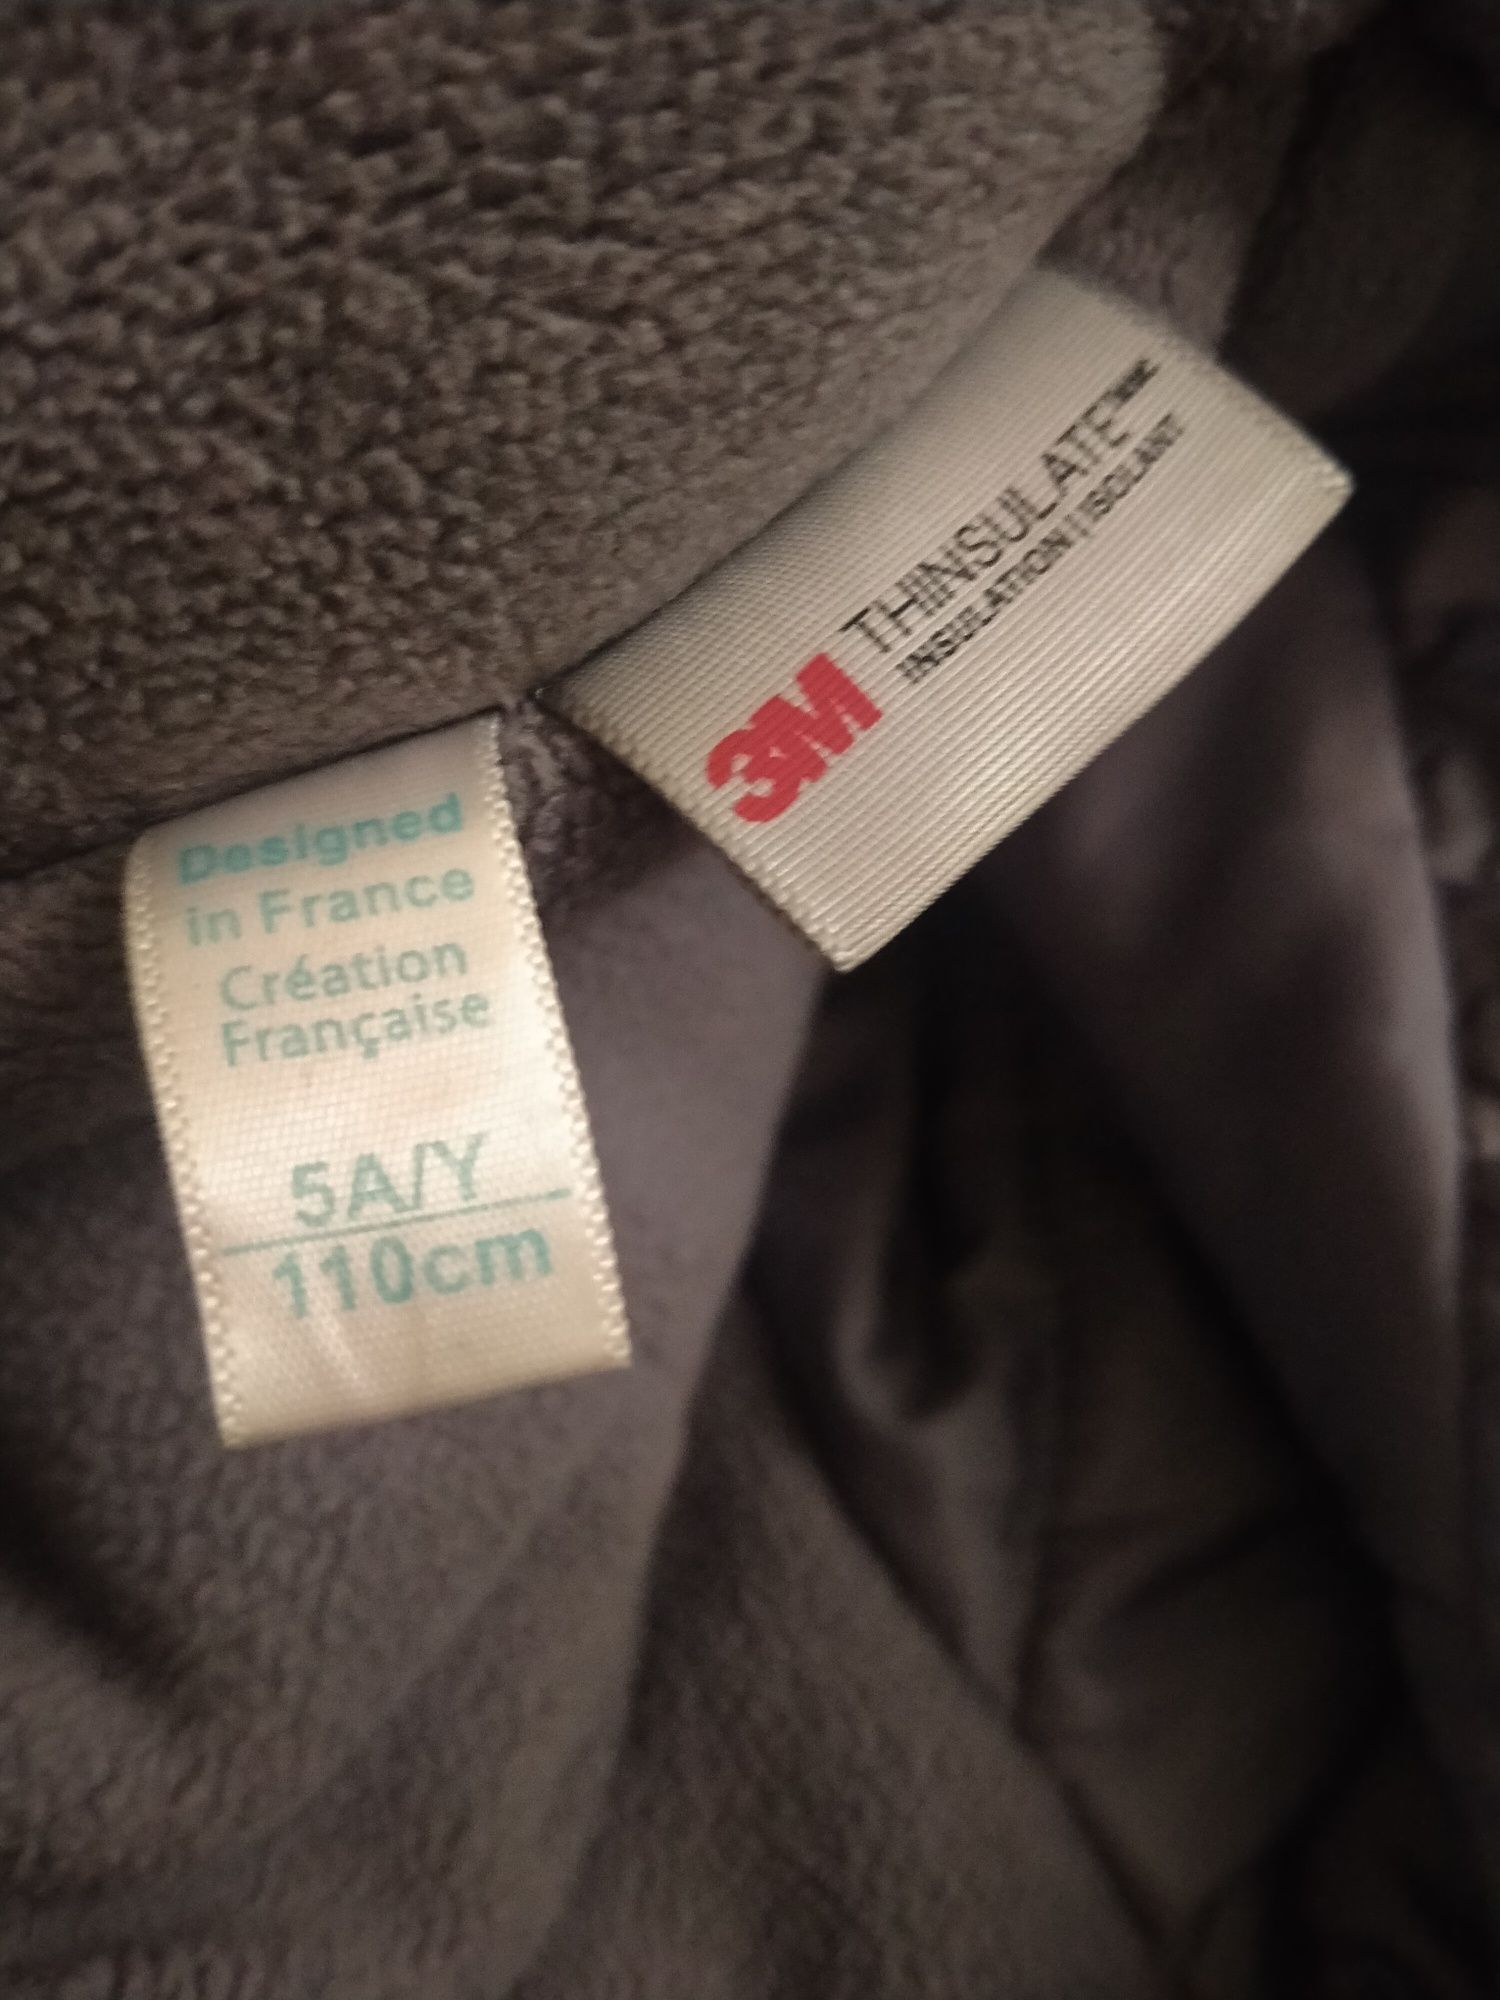 3M THINSULATE
INSULATION | ISOLANT
Designed
in France
Création
Française
5A/Y
110cm